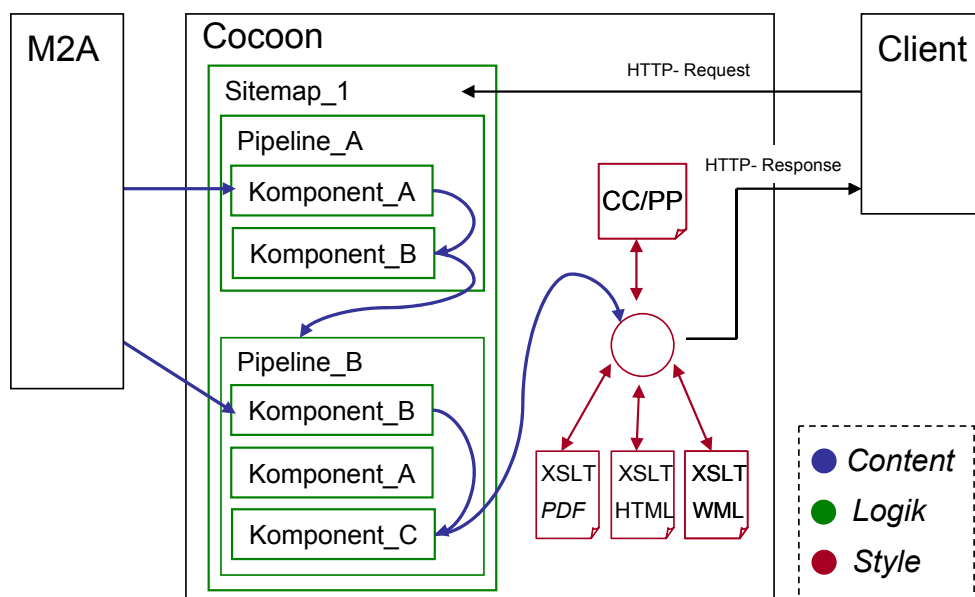 M2A
Cocoon
Client
HTTP- Request
Sitemap_1
Pipeline_A
HTTP- Response
Komponent_A
CC/PP
Komponent_B
Pipeline_B
Komponent_B
Komponent_A
Komponent_C
XSLT
PDF
XSLT
HTML
XSLT
WML
Content
Logik
Style